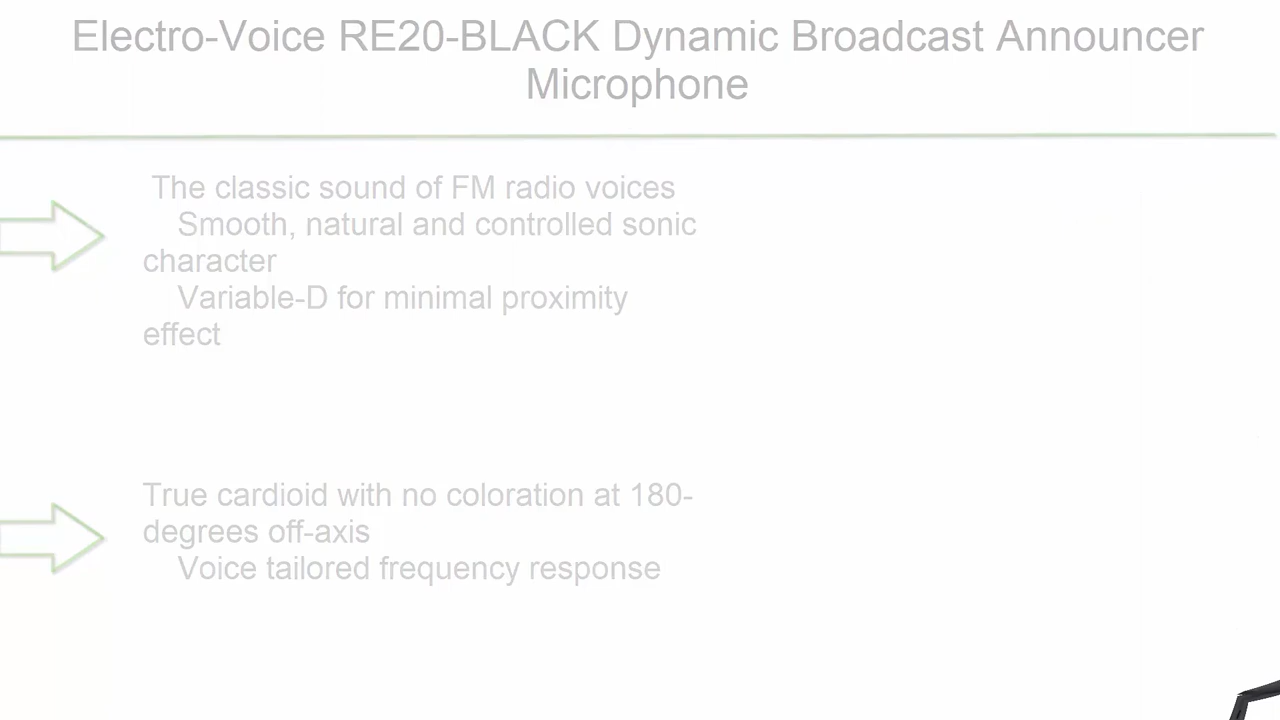 Electro-Voice RE20-BLACK Dynamic Broadcast Announcer
Microphone
The classic sound of FM radio voices
Smooth, natural and controlled sonic
character
Variable-D for minimal proximity
effect
True cardioid with no coloration at 180-
degrees off-axis
Voice tailored frequency response